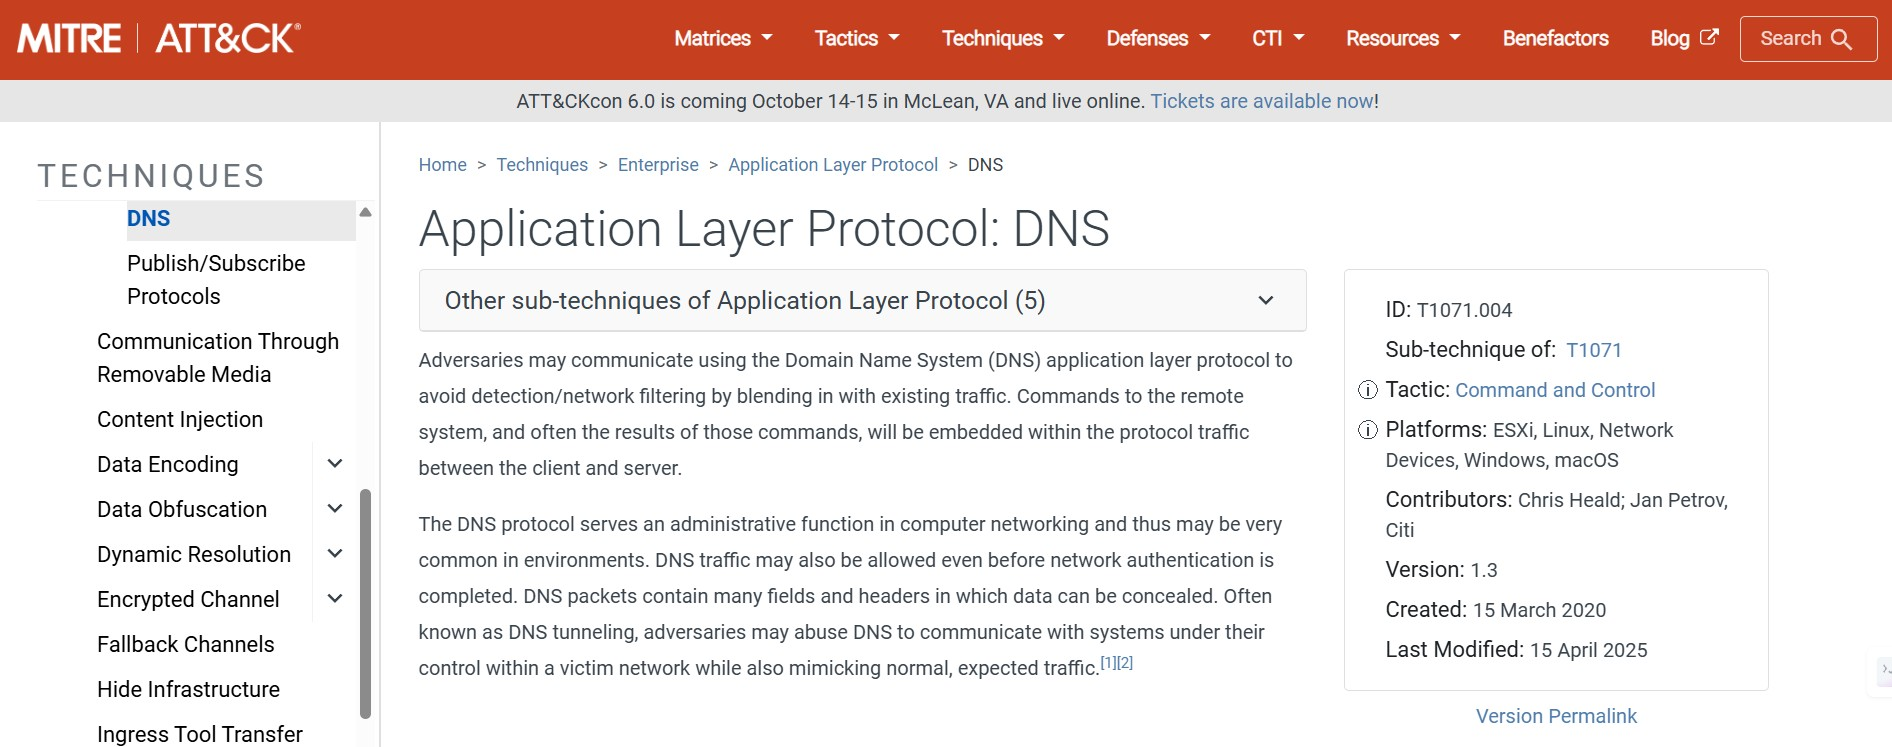 MITRE | ATT&CK®
Matrices
Tactics
Techniques
Defenses
CTI
Resources
Benefactors
Blog
Search
ATT&CKcon 6.0 is coming October 14-15 in McLean, VA and live online. Tickets are available now!
TECHNIQUES
DNS
Publish/Subscribe
Protocols
Communication Through
Removable Media
Content Injection
Data Encoding
Data Obfuscation
Dynamic Resolution
Encrypted Channel
Fallback Channels
Hide Infrastructure
Ingress Tool Transfer
Home > Techniques > Enterprise > Application Layer Protocol > DNS
Application Layer Protocol: DNS
Other sub-techniques of Application Layer Protocol (5)
Adversaries may communicate using the Domain Name System (DNS) application layer protocol to
avoid detection/network filtering by blending in with existing traffic. Commands to the remote
system, and often the results of those commands, will be embedded within the protocol traffic
between the client and server.
The DNS protocol serves an administrative function in computer networking and thus may be very
common in environments. DNS traffic may also be allowed even before network authentication is
completed. DNS packets contain many fields and headers in which data can be concealed. Often
known as DNS tunneling, adversaries may abuse DNS to communicate with systems under their
control within a victim network while also mimicking normal, expected traffic.[1][2]
ID: T1071.004
Sub-technique of: T1071
Tactic: Command and Control
Platforms: ESXi, Linux, Network
Devices, Windows, macOS
Contributors: Chris Heald; Jan Petrov,
Citi
Version: 1.3
Created: 15 March 2020
Last Modified: 15 April 2025
Version Permalink